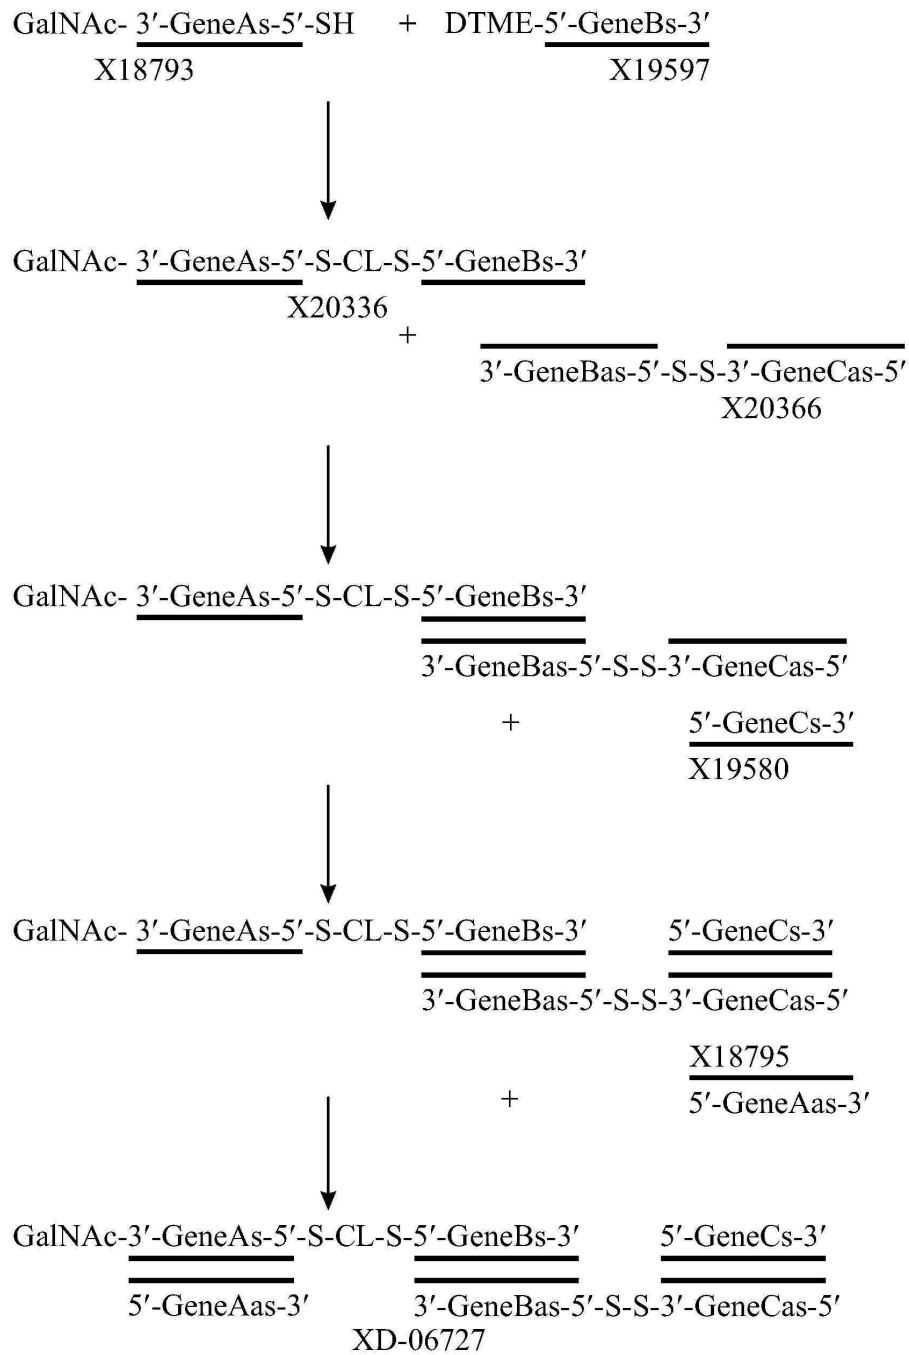 GalNAc- 3′-GeneAs-5′-SH + DTME-5′-GeneBs-3′
X18793 X19597
GalNAc- 3′-GeneAs-5′-S-CL-S-5′-GeneBs-3′
X20336
+
3′-GeneBas-5′-S-S-3′-GeneCas-5′
X20366
GalNAc- 3′-GeneAs-5′-S-CL-S-5′-GeneBs-3′
3′-GeneBas-5′-S-S-3′-GeneCas-5′
+ 5′-GeneCs-3′
X19580
GalNAc- 3′-GeneAs-5′-S-CL-S-5′-GeneBs-3′ 5′-GeneCs-3′
3′-GeneBas-5′-S-S-3′-GeneCas-5′
X18795
+ 5′-GeneAas-3′
GalNAc-3′-GeneAs-5′-S-CL-S-5′-GeneBs-3′ 5′-GeneCs-3′
5′-GeneAas-3′ 3′-GeneBas-5′-S-S-3′-GeneCas-5′
XD-06727